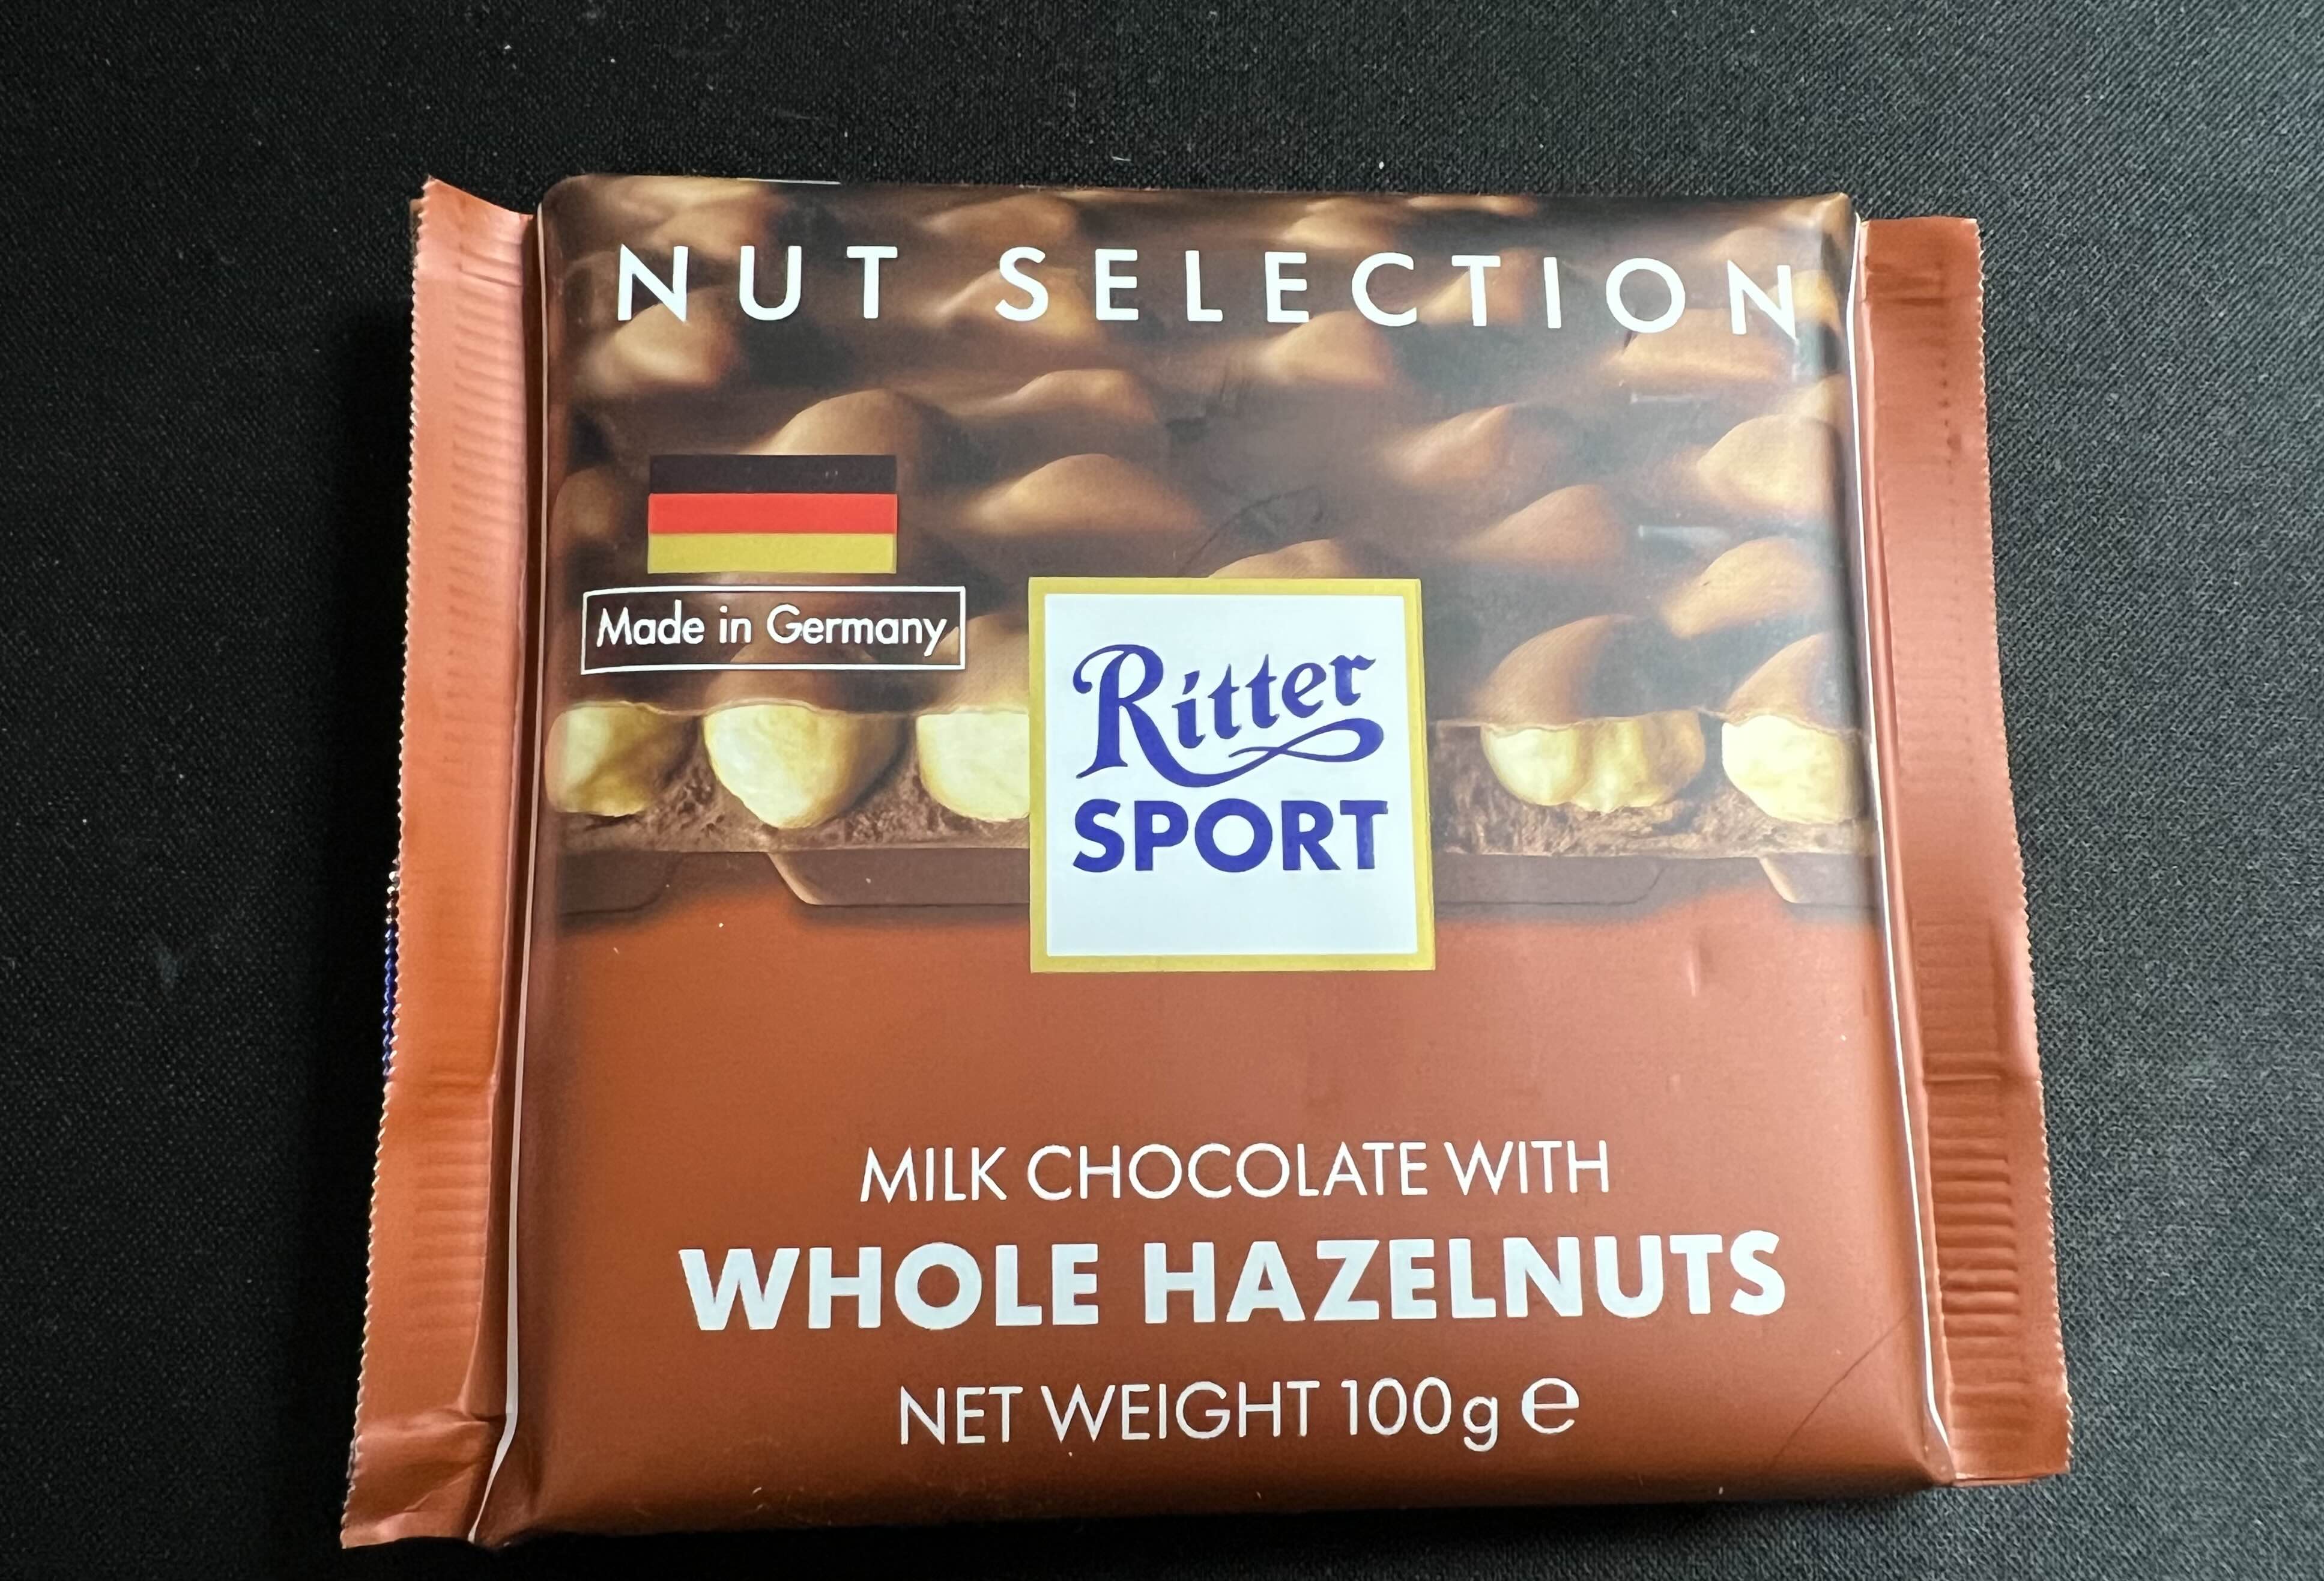 NUT SELECTION
Made in Germany
Ritter
SPORT
MILK CHOCOLATE WITH
WHOLE HAZELNUTS
NET WEIGHT 100g ℮